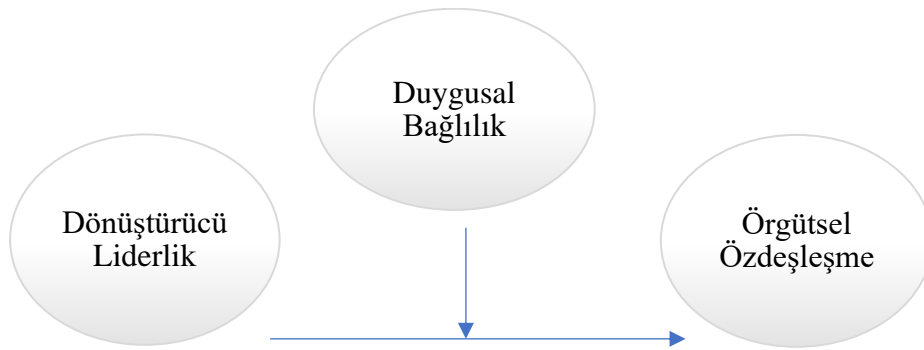 Duygusal
Bağlılık
Dönüştürücü
Liderlik
Örgütsel
Özdeşleşme